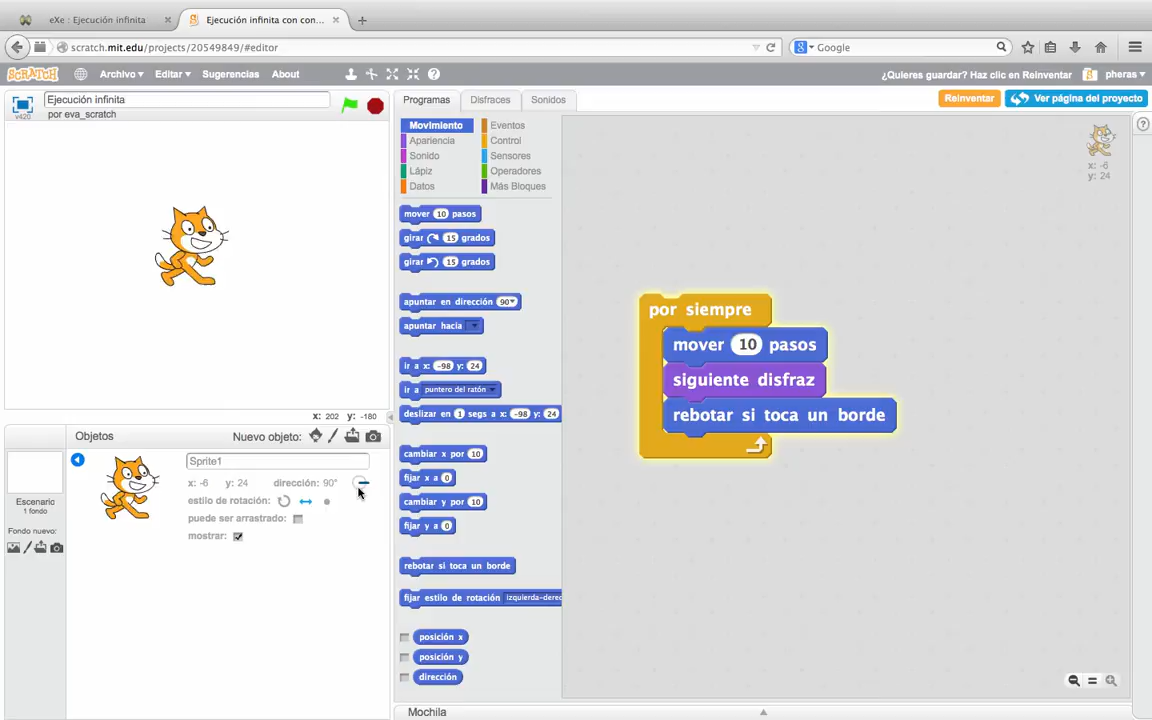 eXe : Ejecución infinita
Ejecución infinita con con...
scratch.mit.edu/projects/20549849/#editor
Google
SCRATCH
Archivo
Editar
Sugerencias
About
¿Quieres guardar? Haz clic en Reinventar
pheras
v420
Ejecución infinita
por eva_scratch
Programas
Disfraces
Sonidos
Reinventar
Ver página del proyecto
Movimiento
Eventos
Apariencia
Control
Sonido
Sensores
Lápiz
Operadores
Datos
Más Bloques
x: -6
y: 24
mover 10 pasos
girar 15 grados
girar 15 grados
apuntar en dirección 90
apuntar hacia
ir a x: -98 y: 24
ir a puntero del ratón
deslizar en 1 segs a x: -98 y: 24
cambiar x por 10
fijar x a 0
cambiar y por 10
fijar y a 0
rebotar si toca un borde
fijar estilo de rotación izquierda-derec
posición x
posición y
dirección
por siempre
mover 10 pasos
siguiente disfraz
rebotar si toca un borde
x: 202 y: -180
Objetos
Nuevo objeto:
Sprite1
x: -6 y: 24 dirección: 90°
estilo de rotación:
puede ser arrastrado:
mostrar:
Escenario
1 fondo
Fondo nuevo:
Mochila